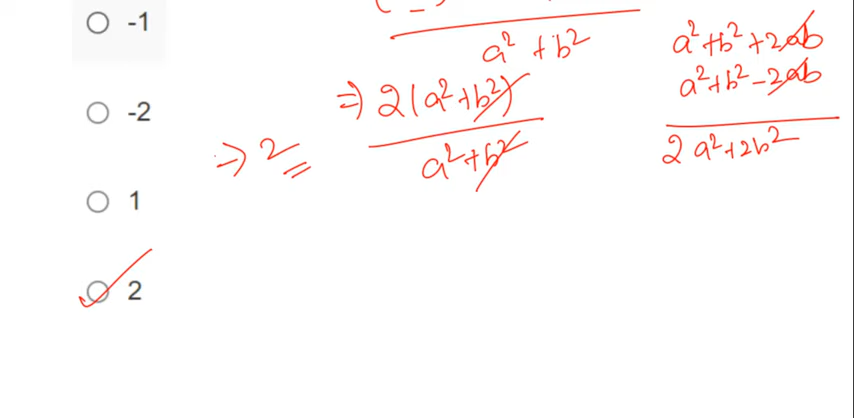 -1
a² + b²
a² + b² + 2ab
⇒ 2(a² + b²)
a² + b² - 2ab
-2
a² + b²
2a² + 2b²
⇒ 2
1
2